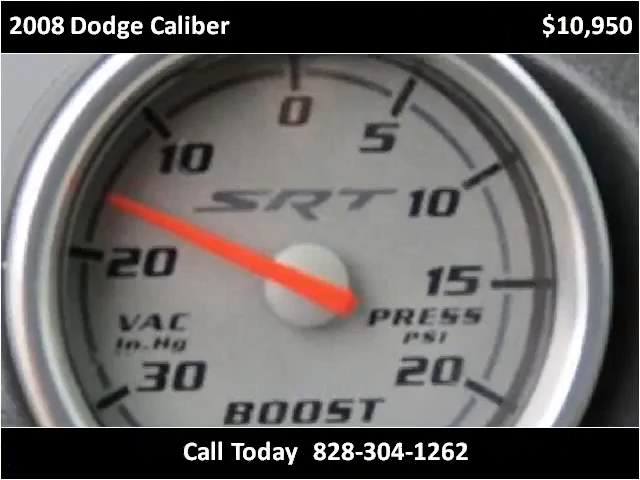 2008 Dodge Caliber $10,950
0
5
10
SRT
10
20
15
VAC
In.Hg
PRESS
PSI
30
20
BOOST
Call Today 828-304-1262